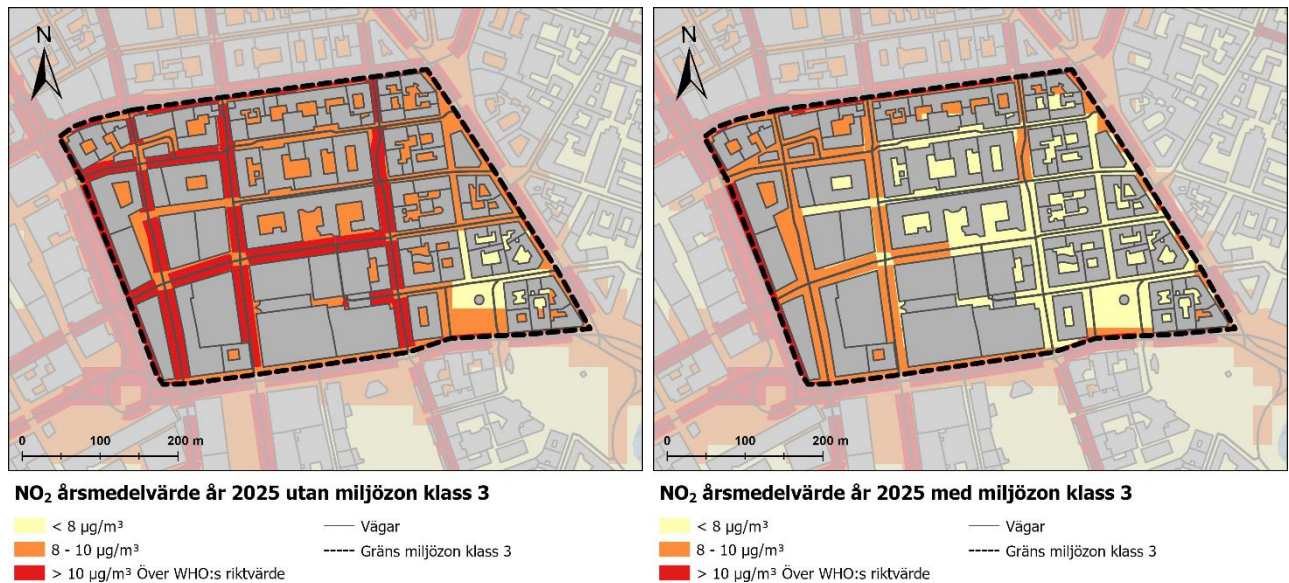 N
0 100 200 m
NO₂ årsmedelvärde år 2025 utan miljözon klass 3
< 8 µg/m³
8 - 10 µg/m³
> 10 µg/m³ Över WHO:s riktvärde
Vägar
Gräns miljözon klass 3
N
0 100 200 m
NO₂ årsmedelvärde år 2025 med miljözon klass 3
< 8 µg/m³
8 - 10 µg/m³
> 10 µg/m³ Över WHO:s riktvärde
Vägar
Gräns miljözon klass 3